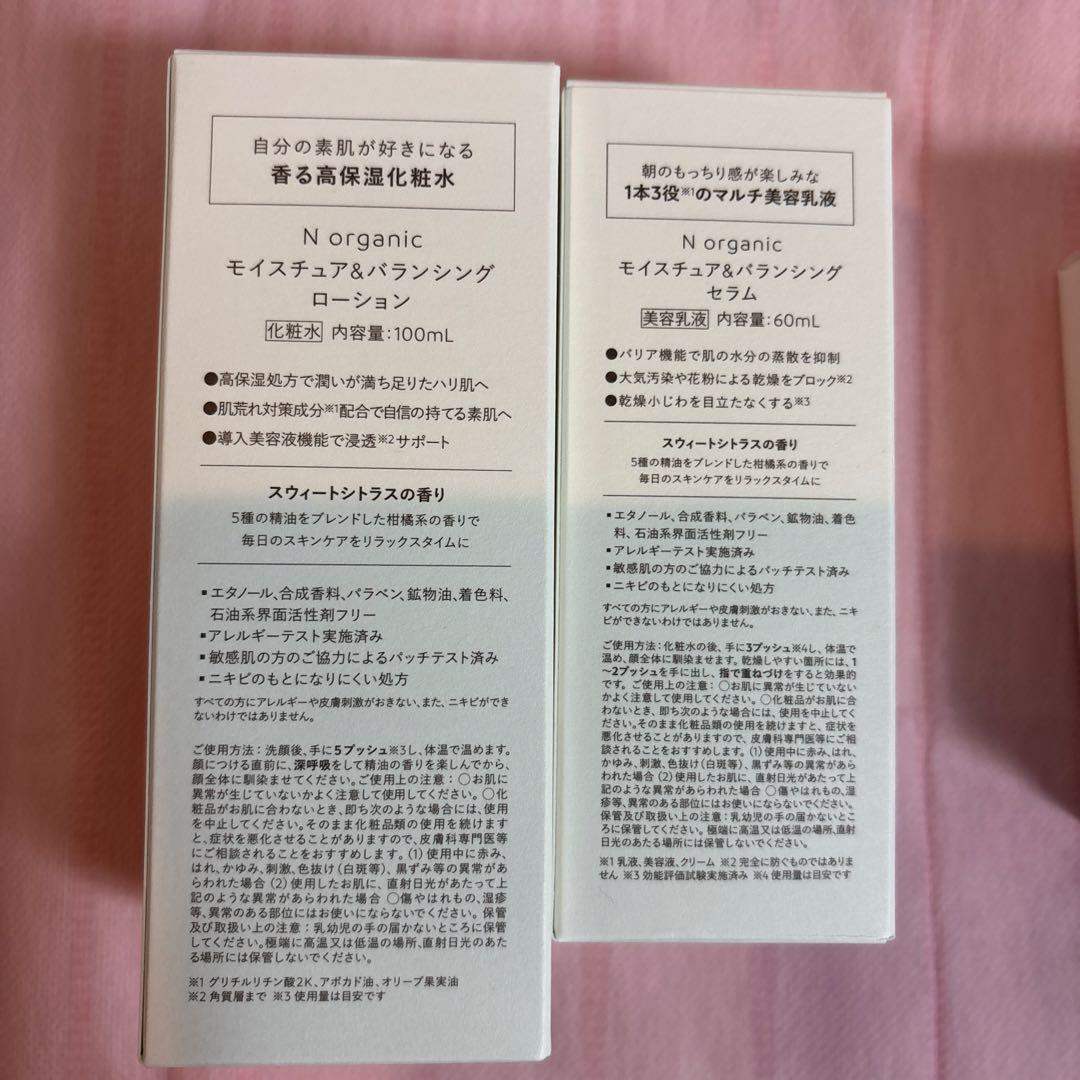 自分の素肌が好きになる
香る高保湿化粧水
N organic
モイスチュア&バランシング
ローション
化粧水 内容量:100mL
●高保湿処方で潤いが満ち足りたハリ肌へ
●肌荒れ対策成分※1配合で自信の持てる素肌へ
●導入美容液機能で浸透※2サポート
スウィートシトラスの香り
5種の精油をブレンドした柑橘系の香りで
毎日のスキンケアをリラックスタイムに
▪エタノール、合成香料、パラベン、鉱物油、着色料、
石油系界面活性剤フリー
▪アレルギーテスト実施済み
▪敏感肌の方のご協力によるパッチテスト済み
▪ニキビのもとになりにくい処方
すべての方にアレルギーや皮膚刺激がおきない、また、ニキビができ
ないわけではありません。
ご使用方法:洗顔後、手に5プッシュ※3し、体温で温めます。
顔につける直前に、深呼吸をして精油の香りを楽しんでから、
顔全体に馴染ませてください。ご使用上の注意:○お肌に
異常が生じていないかよく注意して使用してください。○化
粧品がお肌に合わないとき、即ち次のような場合には、使用
を中止してください。そのまま化粧品類の使用を続けます
と、症状を悪化させることがありますので、皮膚科専門医等
にご相談されることをおすすめします。(1)使用中に赤み、
はれ、かゆみ、刺激、色抜け(白斑等)、黒ずみ等の異常があ
らわれた場合(2)使用したお肌に、直射日光があたって上
記のような異常があらわれた場合 ○傷やはれもの、湿疹
等、異常のある部位にはお使いにならないでください。保管
及び取扱い上の注意:乳幼児の手の届かないところに保管
してください。極端に高温又は低温の場所、直射日光のあた
る場所には保管しないでください。
※1 グリチルリチン酸2K、アボカド油、オリーブ果実油
※2 角質層まで ※3 使用量は目安です
朝のもっちり感が楽しみな
1本3役※1のマルチ美容乳液
N organic
モイスチュア&バランシング
セラム
美容乳液 内容量:60mL
●バリア機能で肌の水分の蒸散を抑制
●大気汚染や花粉による乾燥をブロック※2
●乾燥小じわを目立たなくする※3
スウィートシトラスの香り
5種の精油をブレンドした柑橘系の香りで
毎日のスキンケアをリラックスタイムに
▪エタノール、合成香料、パラベン、鉱物油、着色
料、石油系界面活性剤フリー
▪アレルギーテスト実施済み
▪敏感肌の方のご協力によるパッチテスト済み
▪ニキビのもとになりにくい処方
すべての方にアレルギーや皮膚刺激がおきない、また、ニキ
ビができないわけではありません。
ご使用方法:化粧水の後、手に3プッシュ※4し、体温で
温め、顔全体に馴染ませます。乾燥しやすい箇所には、1
～2プッシュを手に出し、指で重ねづけをすると効果的
です。ご使用上の注意:○お肌に異常が生じていない
かよく注意して使用してください。○化粧品がお肌に合
わないとき、即ち次のような場合には、使用を中止してく
ださい。そのまま化粧品類の使用を続けますと、症状を
悪化させることがありますので、皮膚科専門医等にご相
談されることをおすすめします。(1)使用中に赤み、はれ、
かゆみ、刺激、色抜け(白斑等)、黒ずみ等の異常があら
われた場合(2)使用したお肌に、直射日光があたって上
記のような異常があらわれた場合 ○傷やはれもの、湿
疹等、異常のある部位にはお使いにならないでください。
保管及び取扱い上の注意:乳幼児の手の届かないところ
に保管してください。極端に高温又は低温の場所、直射
日光のあたる場所には保管しないでください。
※1 乳液、美容液、クリーム ※2 完全に防ぐものではありま
せん ※3 効能評価試験実施済み ※4 使用量は目安です